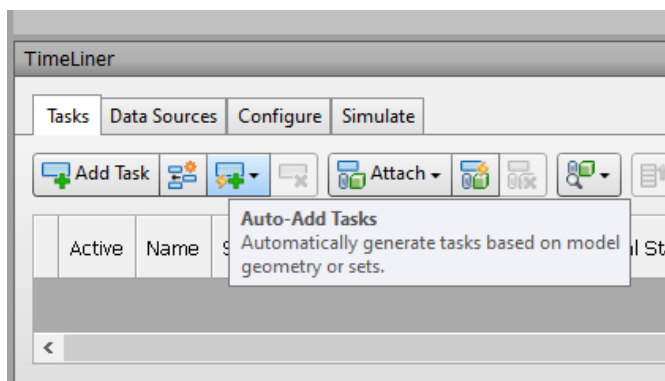 TimeLiner
Tasks Data Sources Configure Simulate
Add Task Attach
Auto-Add Tasks
Automatically generate tasks based on model
geometry or sets.
Active Name